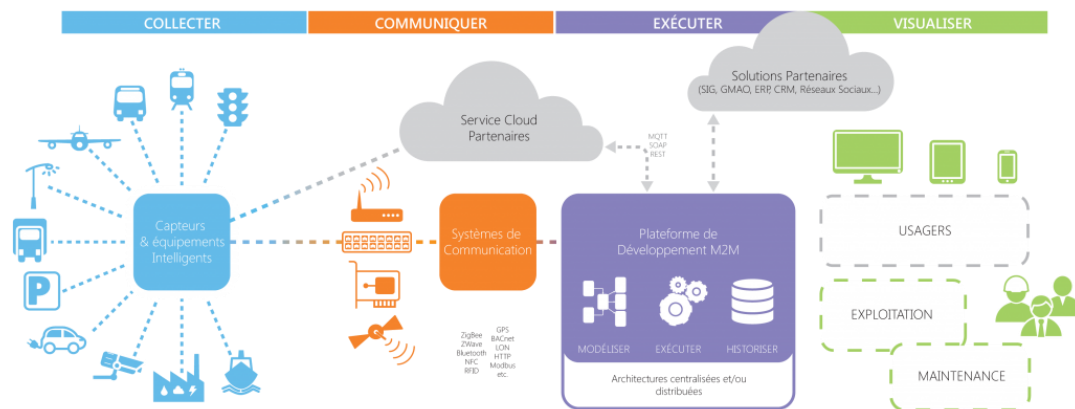 COLLECTER
COMMUNIQUER
EXÉCUTER
VISUALISER
Solutions Partenaires
(SIG, GMAO, ERP, CRM, Réseaux Sociaux...)
Service Cloud
Partenaires
MQTT
SOAP
REST
Capteurs
& équipements
Intelligents
P
Systèmes de
Communication
ZigBee
ZWave
Bluetooth
NFC
RFID
GPS
BACnet
LON
HTTP
Modbus
etc.
Plateforme de
Développement M2M
MODÉLISER
EXÉCUTER
HISTORISER
Architectures centralisées et/ou
distribuées
USAGERS
EXPLOITATION
MAINTENANCE